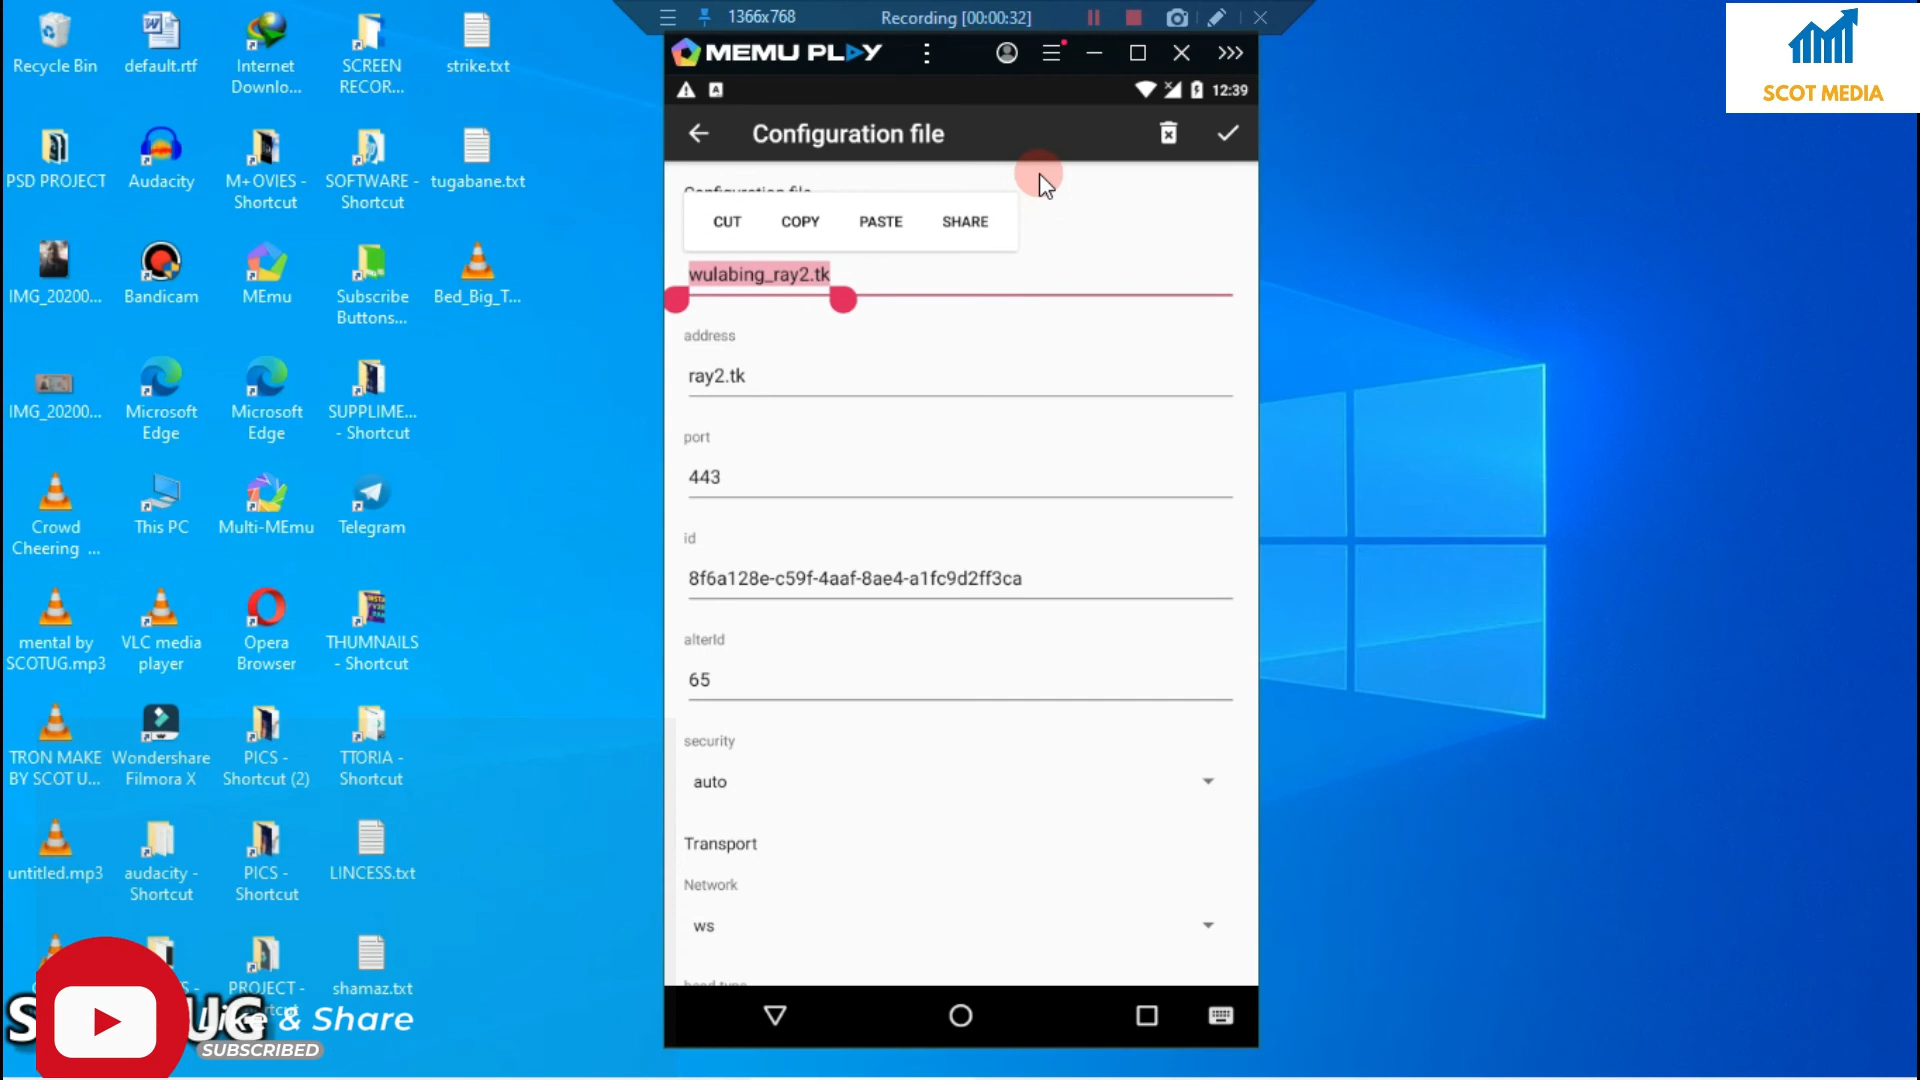 1366x768
Recording [00:00:32]
SCOT MEDIA
MEMU PLAY
12:39
Configuration file
Configuration file
CUT COPY PASTE SHARE
wulabing_ray2.tk
address
ray2.tk
port
443
id
8f6a128e-c59f-4aaf-8ae4-a1fc9d2ff3ca
alterId
65
security
auto
Transport
Network
ws
Recycle Bin
default.rtf
Internet
Downlo...
SCREEN
RECOR...
strike.txt
PSD PROJECT
Audacity
M+OVIES -
Shortcut
SOFTWARE -
Shortcut
tugabane.txt
IMG_20200...
Bandicam
MEmu
Subscribe
Buttons...
Bed_Big_T...
IMG_20200...
Microsoft
Edge
Microsoft
Edge
SUPPLIME...
- Shortcut
Crowd
Cheering ...
This PC
Multi-MEmu
Telegram
mental by
SCOTUG.mp3
VLC media
player
Opera
Browser
THUMNAILS
- Shortcut
TRON MAKE
BY SCOT U...
Wondershare
Filmora X
PICS -
Shortcut (2)
TTORIA -
Shortcut
untitled.mp3
audacity -
Shortcut
PICS -
Shortcut
LINCESS.txt
PROJECT -
shamaz.txt
UG
& Share
SUBSCRIBED